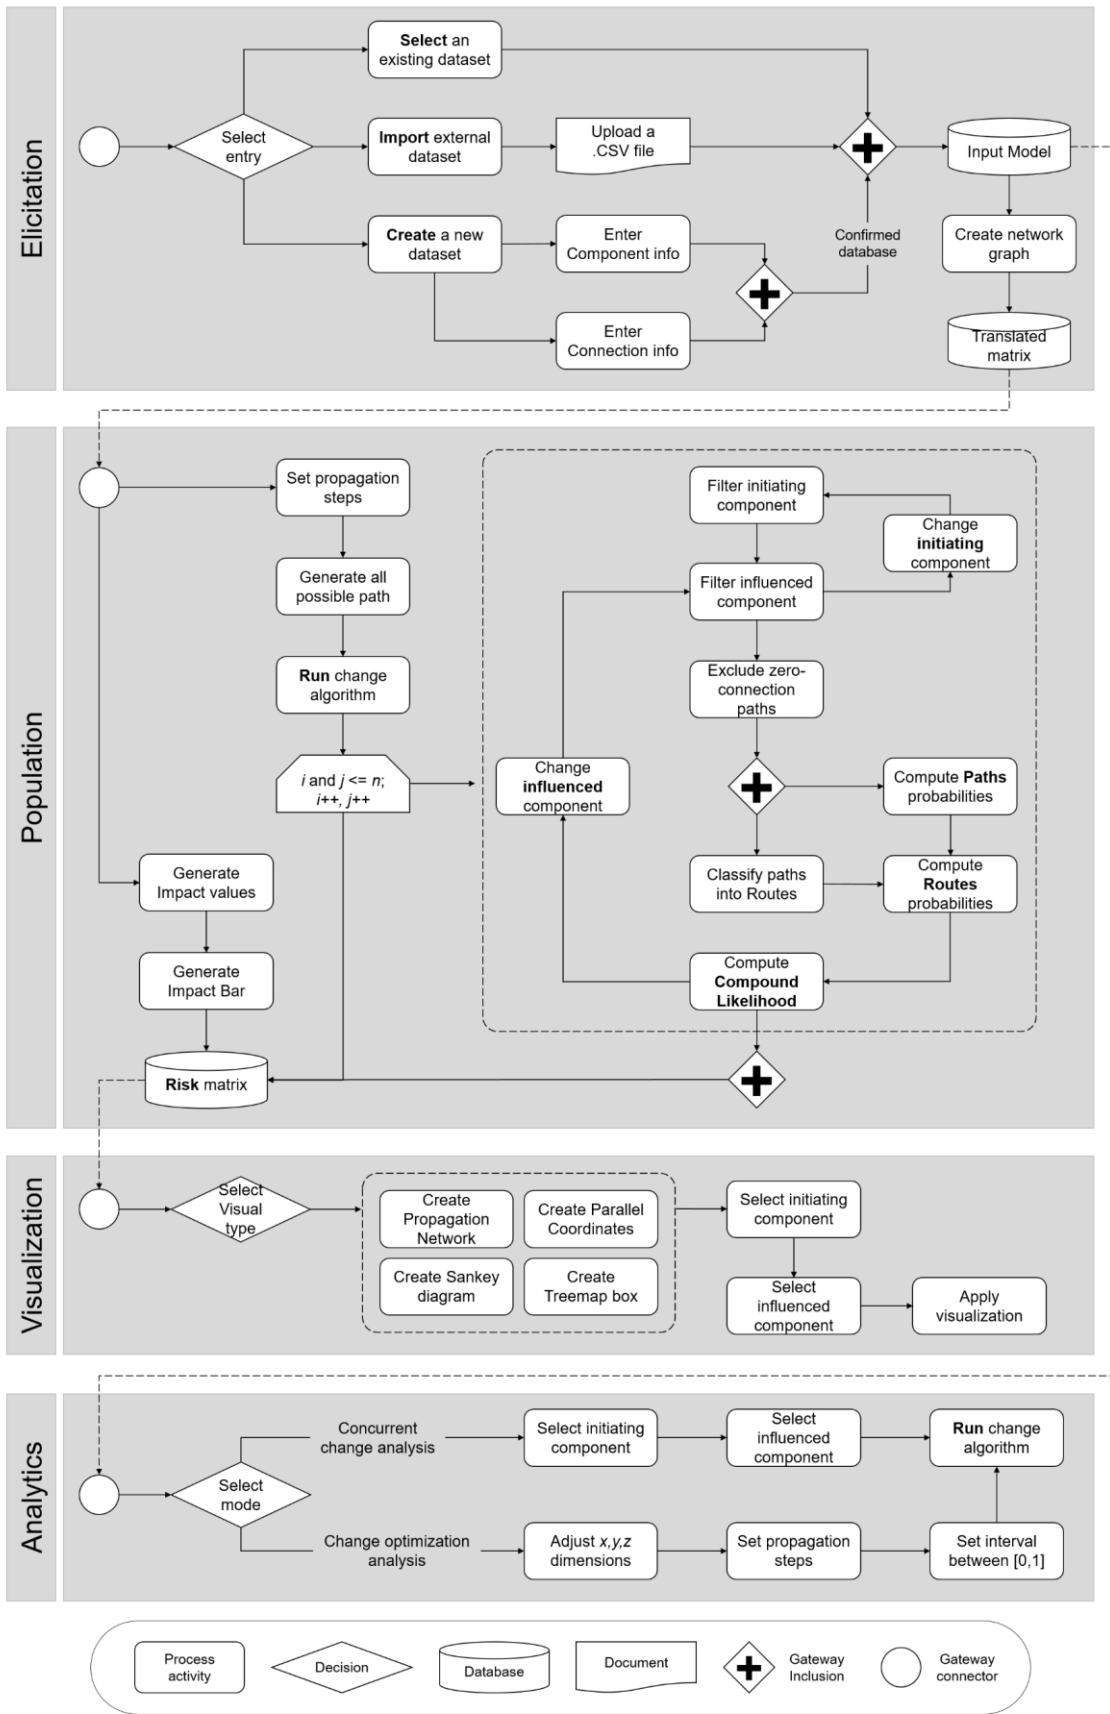 Elicitation
Select an
existing dataset
Select
entry
Import external
dataset
Upload a
.CSV file
Input Model
Create a new
dataset
Enter
Component info
Confirmed
database
Create network
graph
Enter
Connection info
Translated
matrix
Population
Set propagation
steps
Filter initiating
component
Change
initiating
component
Generate all
possible path
Filter influenced
component
Run change
algorithm
Exclude zero-
connection
paths
i and j <= n;
i++, j++
Change
influenced
component
Compute Paths
probabilities
Generate
Impact values
Classify paths
into Routes
Compute
Routes
probabilities
Generate
Impact Bar
Compute
Compound
Likelihood
Risk matrix
Visualization
Select
Visual
type
Create
Propagation
Network
Create Parallel
Coordinates
Select initiating
component
Create Sankey
diagram
Create
Treemap box
Select
influenced
component
Apply
visualization
Analytics
Concurrent
change analysis
Select initiating
component
Select
influenced
component
Run change
algorithm
Select
mode
Change optimization
analysis
Adjust x,y,z
dimensions
Set propagation
steps
Set interval
between [0,1]
Process
activity
Decision
Database
Document
Gateway
Inclusion
Gateway
connector